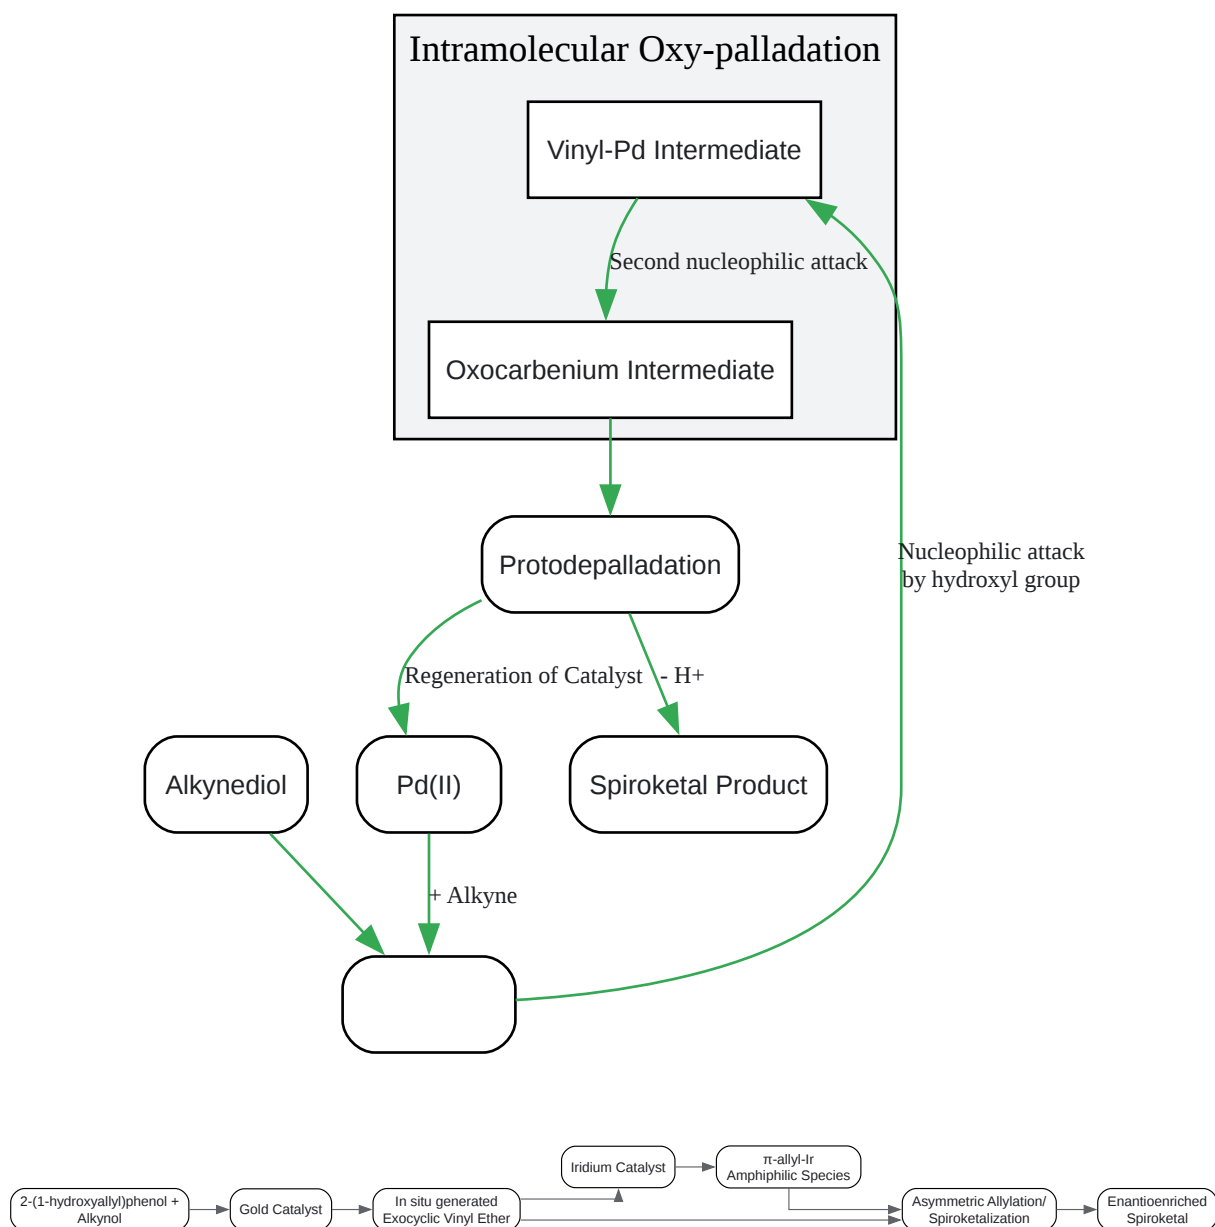 Intramolecular Oxy-palladation
Vinyl-Pd Intermediate
Second nucleophilic attack
Oxocarbenium Intermediate
Nucleophilic attack
by hydroxyl group
Protodepalladation
Regeneration of Catalyst
- H+
Alkynediol
Pd(II)
Spiroketal Product
+ Alkyne
Iridium Catalyst
π-allyl-Ir
Amphiphilic Species
2-(1-hydroxyallyl)phenol +
Alkynol
Gold Catalyst
In situ generated
Exocyclic Vinyl Ether
Asymmetric Allylation/
Spiroketalization
Enantioenriched
Spiroketal